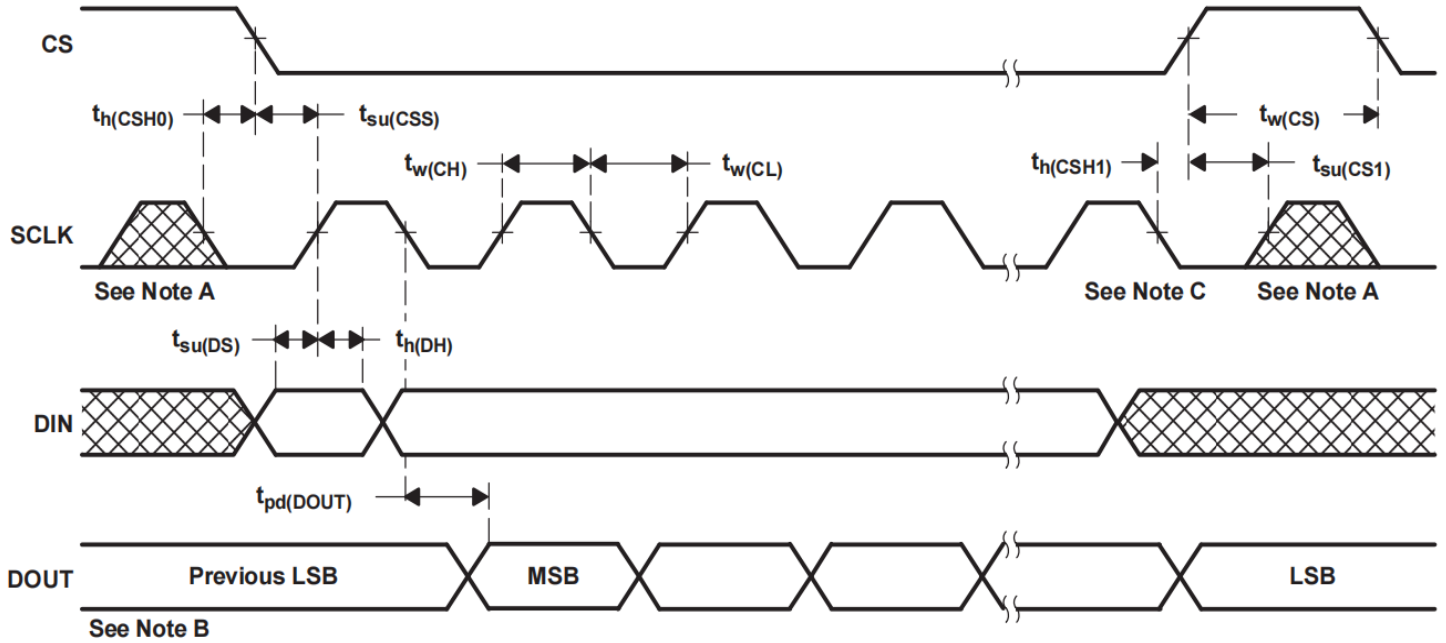 CS
th(CSH0)
tsu(CSS)
tw(CS)
tw(CH)
tw(CL)
th(CSH1)
tsu(CS1)
SCLK
See Note A
See Note C
See Note A
tsu(DS)
th(DH)
DIN
tpd(DOUT)
DOUT
Previous LSB
MSB
LSB
See Note B